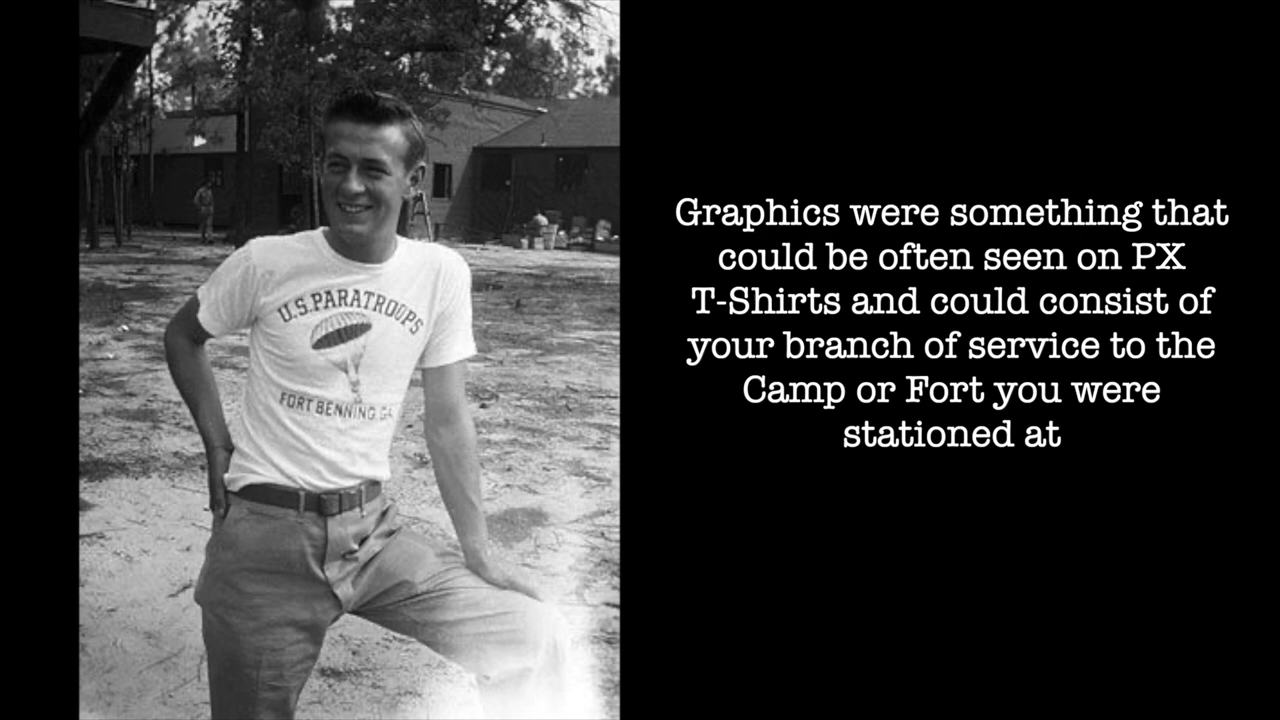 U.S. PARATROOPS
FORT BENNING, GA.
Graphics were something that
could be often seen on PX
T-Shirts and could consist of
your branch of service to the
Camp or Fort you were
stationed at